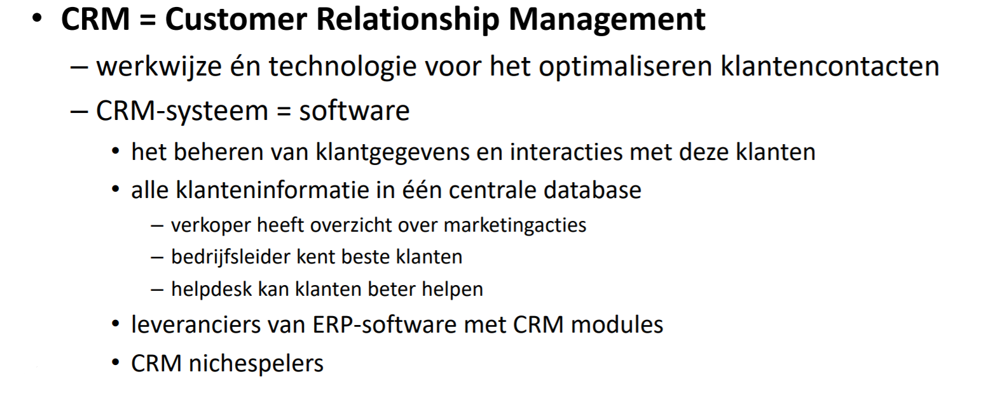 • CRM = Customer Relationship Management
– werkwijze én technologie voor het optimaliseren klantencontacten
– CRM-systeem = software
• het beheren van klantgegevens en interacties met deze klanten
• alle klanteninformatie in één centrale database
– verkoper heeft overzicht over marketingacties
– bedrijfsleider kent beste klanten
– helpdesk kan klanten beter helpen
• leveranciers van ERP-software met CRM modules
• CRM nichespelers